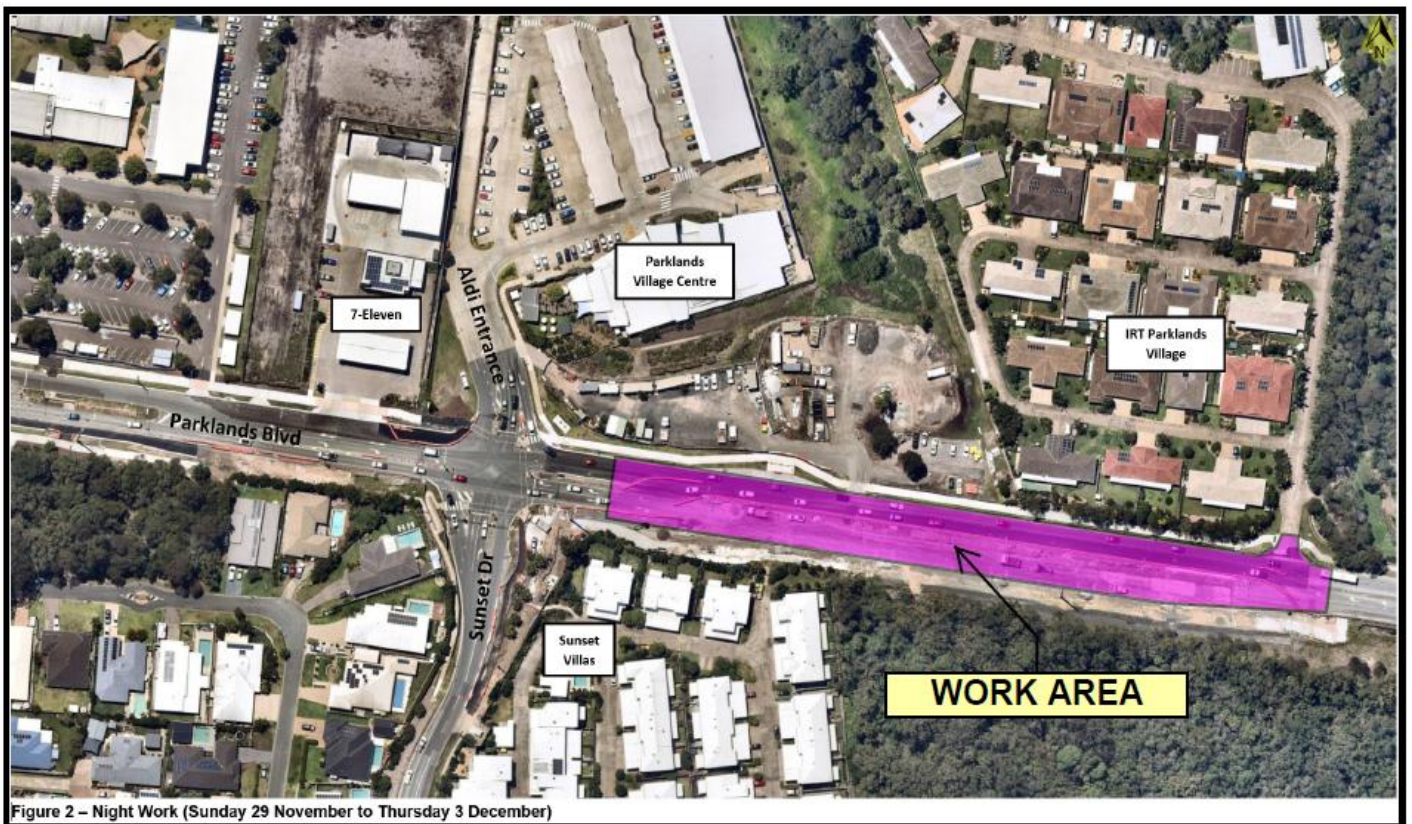 N
Parklands
Village Centre
Aldi Entrance
7-Eleven
IRT Parklands
Village
Parklands Blvd
Sunset Dr
Sunset
Villas
WORK AREA
Figure 2 – Night Work (Sunday 29 November to Thursday 3 December)